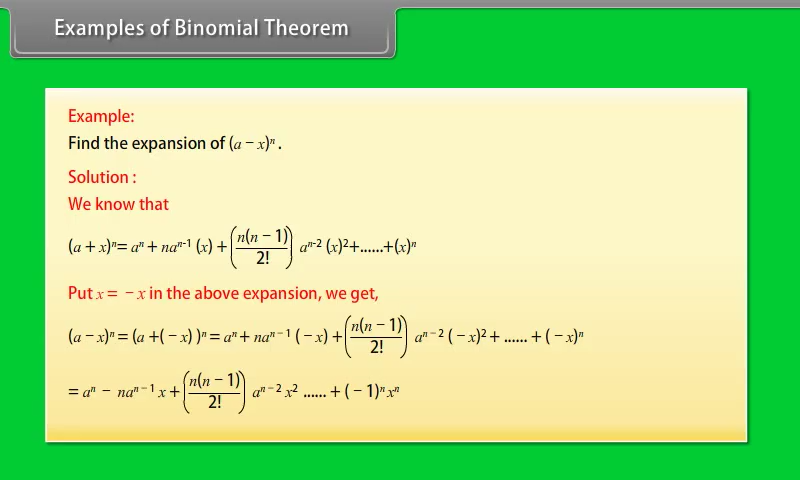 Examples of Binomial Theorem
Example:
Find the expansion of (a − x)ⁿ .
Solution :
We know that
(a + x)ⁿ= aⁿ + naⁿ⁻¹ (x) + (n(n − 1)/2!) aⁿ⁻² (x)²+......+(x)ⁿ
Put x = − x in the above expansion, we get,
(a − x)ⁿ = (a +( − x) )ⁿ = aⁿ + naⁿ⁻¹ ( − x) + (n(n − 1)/2!) aⁿ⁻² ( − x)² + ...... + ( − x)ⁿ
= aⁿ − naⁿ⁻¹ x + (n(n − 1)/2!) aⁿ⁻² x² ...... + ( − 1)ⁿ xⁿ